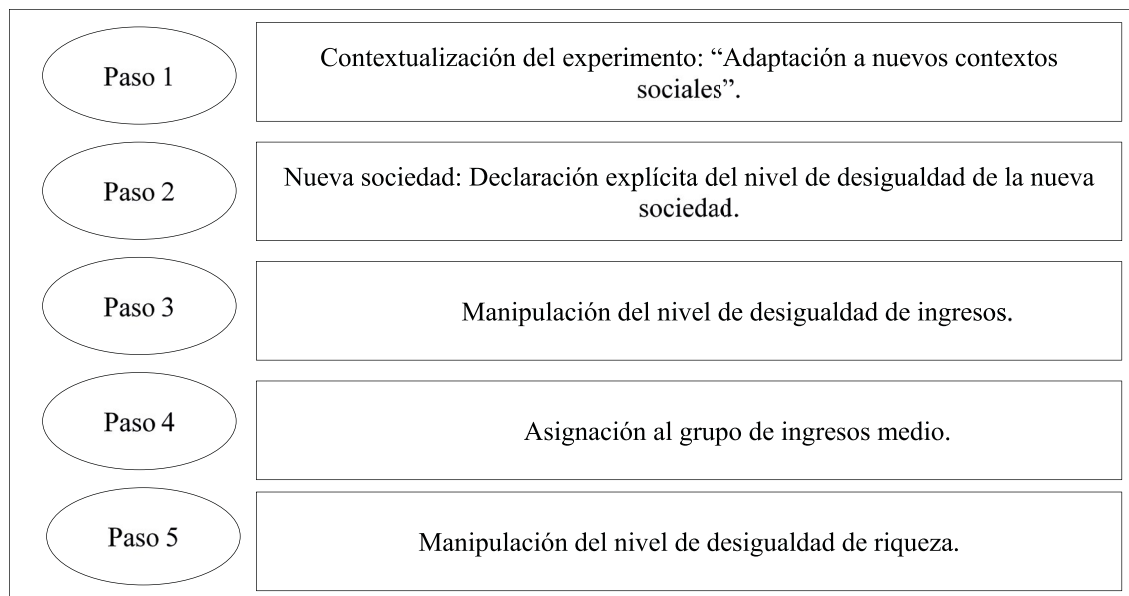 Paso 1
Contextualización del experimento: “Adaptación a nuevos contextos
sociales”.
Paso 2
Nueva sociedad: Declaración explícita del nivel de desigualdad de la nueva
sociedad.
Paso 3
Manipulación del nivel de desigualdad de ingresos.
Paso 4
Asignación al grupo de ingresos medio.
Paso 5
Manipulación del nivel de desigualdad de riqueza.